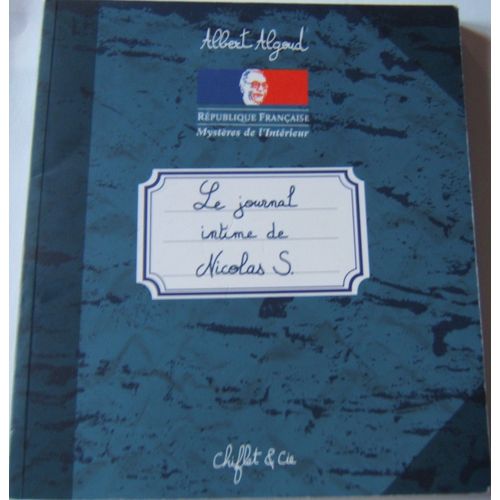 Albert Algoud
RÉPUBLIQUE FRANÇAISE
Mystères de l'Intérieur
Le journal
intime de
Nicolas S.
Chiflet & Cie